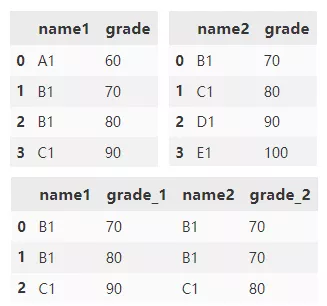 name1 grade
0 A1 60
1 B1 70
2 B1 80
3 C1 90
name2 grade
0 B1 70
1 C1 80
2 D1 90
3 E1 100
name1 grade_1 name2 grade_2
0 B1 70 B1 70
1 B1 80 B1 70
2 C1 90 C1 80